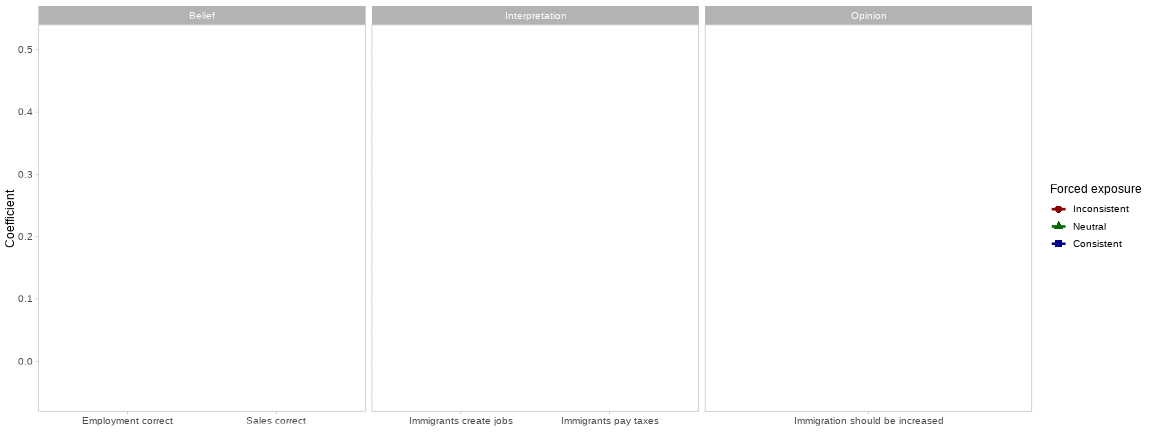 Belief
Interpretation
Opinion
Coefficient
0.5
0.4
0.3
0.2
0.1
0.0
Employment correct
Sales correct
Immigrants create jobs
Immigrants pay taxes
Immigration should be increased
Forced exposure
Inconsistent
Neutral
Consistent